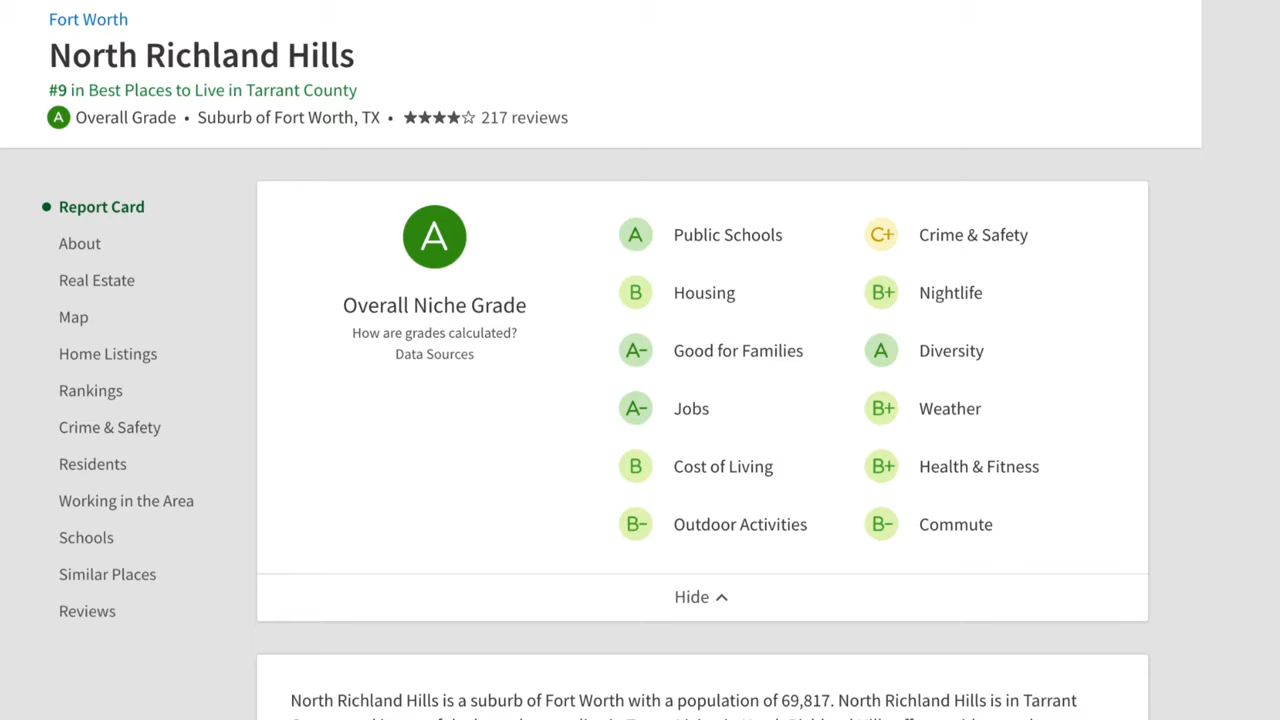 Fort Worth
North Richland Hills
#9 in Best Places to Live in Tarrant County
A Overall Grade • Suburb of Fort Worth, TX • ★★★★☆ 217 reviews
Report Card
About
Real Estate
Map
Home Listings
Rankings
Crime & Safety
Residents
Working in the Area
Schools
Similar Places
Reviews
A
Overall Niche Grade
How are grades calculated?
Data Sources
A Public Schools
B Housing
A- Good for Families
A- Jobs
B Cost of Living
B- Outdoor Activities
C+ Crime & Safety
B+ Nightlife
A Diversity
B+ Weather
B+ Health & Fitness
B- Commute
Hide
North Richland Hills is a suburb of Fort Worth with a population of 69,817. North Richland Hills is in Tarrant